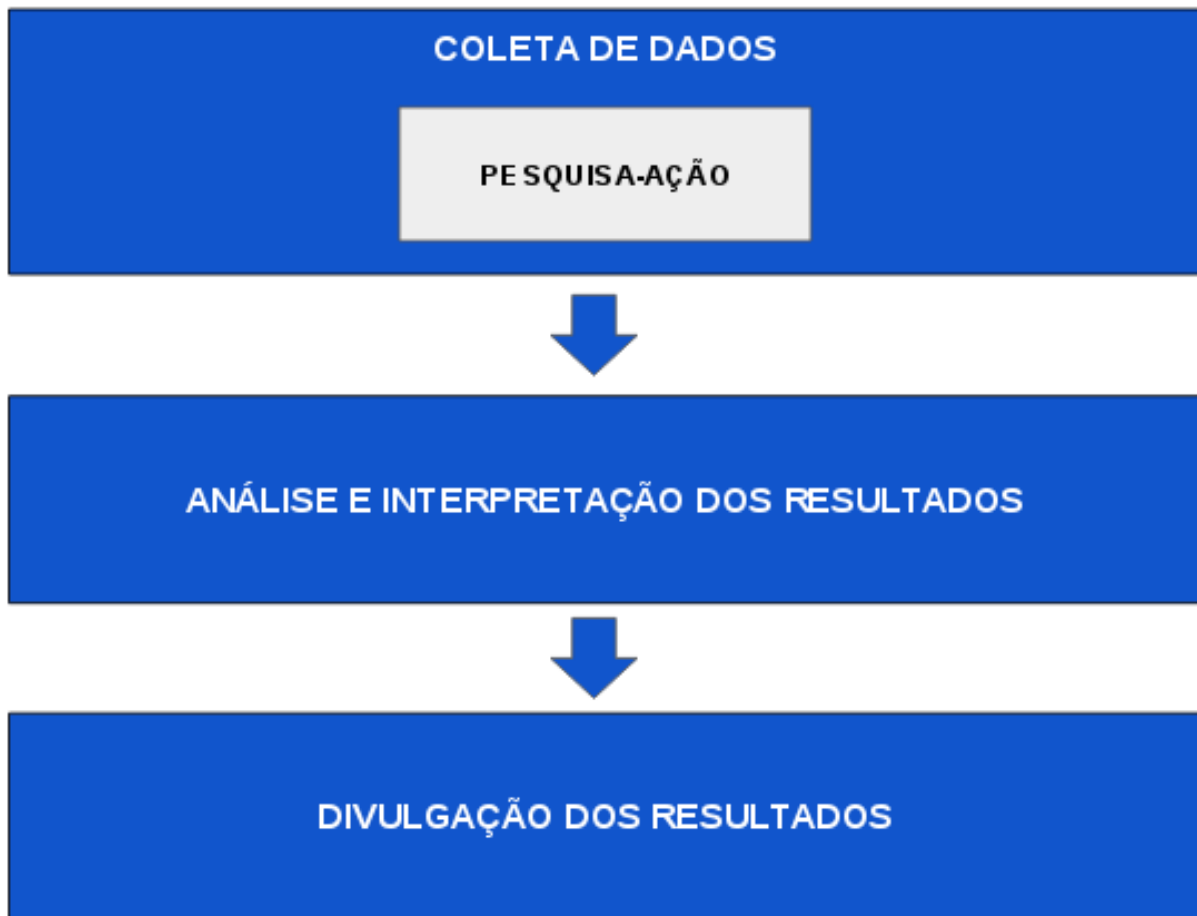 COLETA DE DADOS
PESQUISA-AÇÃO
ANÁLISE E INTERPRETAÇÃO DOS RESULTADOS
DIVULGAÇÃO DOS RESULTADOS